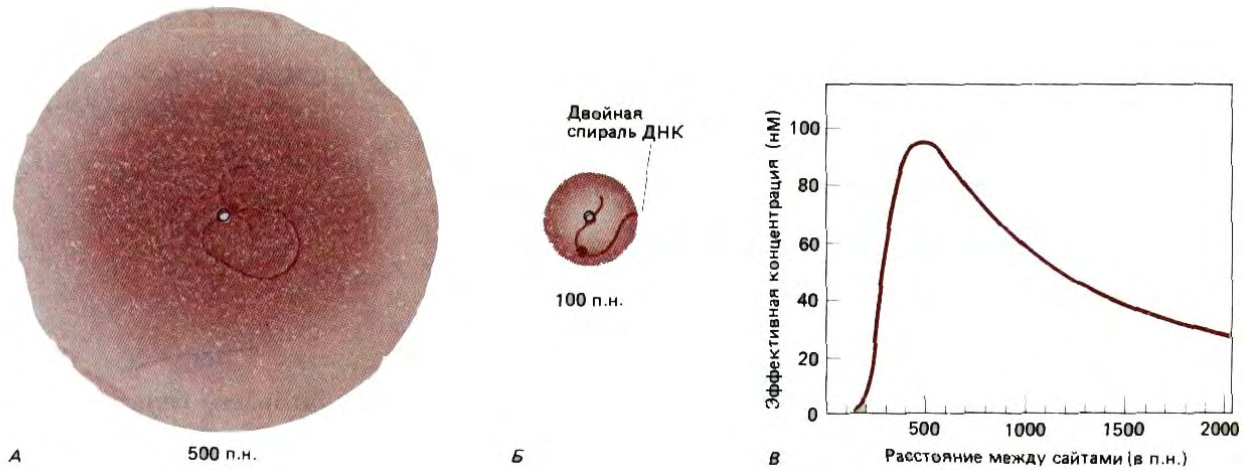 500 п.н.
А
Двойная
спираль ДНК
100 п.н.
Б
Эффективная концентрация (нМ)
100
80
60
40
20
0
500 1000 1500 2000
Расстояние между сайтами (в п.н.)
В